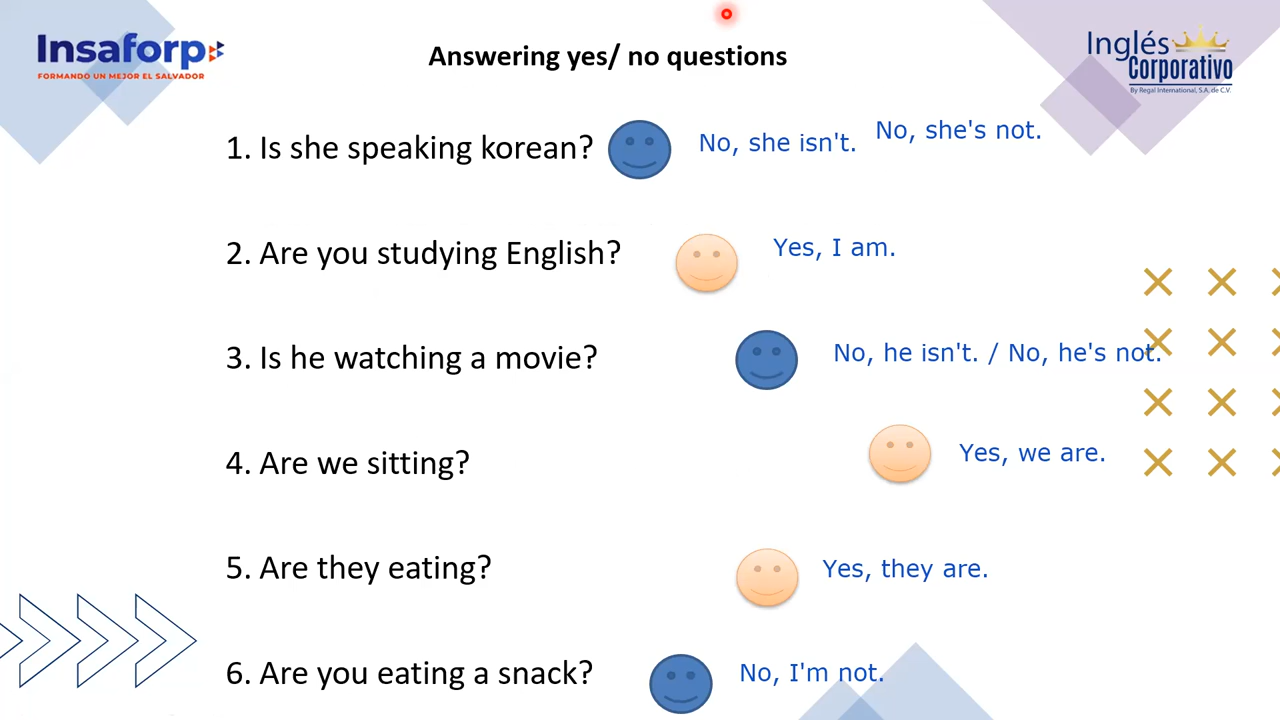 Insaforp
FORMANDO UN MEJOR EL SALVADOR
Answering yes/ no questions
Inglés
Corporativo
By Regal International, S.A. de C.V.
1. Is she speaking korean?
No, she isn't.
No, she's not.
2. Are you studying English?
Yes, I am.
3. Is he watching a movie?
No, he isn't. / No, he's not.
4. Are we sitting?
Yes, we are.
5. Are they eating?
Yes, they are.
6. Are you eating a snack?
No, I'm not.